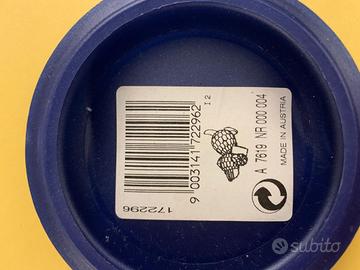 A 7619 NR 000 004
MADE IN AUSTRIA
I 2
9 003141 722962
172296
subito